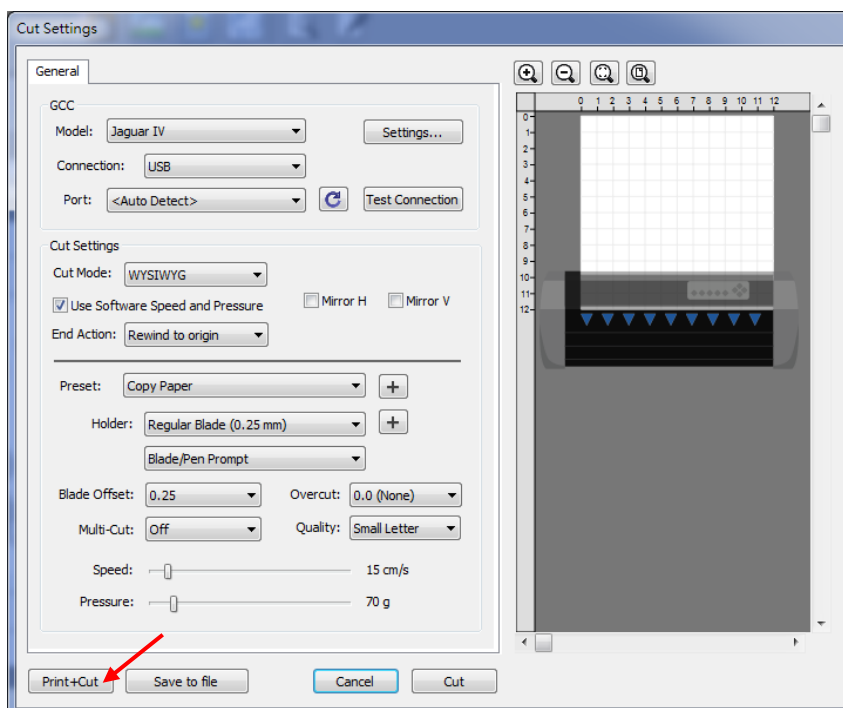 Cut Settings
General
GCC
Model: Jaguar IV Settings...
Connection: USB
Port: <Auto Detect> Test Connection
Cut Settings
Cut Mode: WYSIWYG
Use Software Speed and Pressure Mirror H Mirror V
End Action: Rewind to origin
Preset: Copy Paper +
Holder: Regular Blade (0.25 mm) +
Blade/Pen Prompt
Blade Offset: 0.25 Overcut: 0.0 (None)
Multi-Cut: Off Quality: Small Letter
Speed: 15 cm/s
Pressure: 70 g
Print+Cut Save to file Cancel Cut
0 1 2 3 4 5 6 7 8 9 10 11 12
0
1
2
3
4
5
6
7
8
9
10
11
12